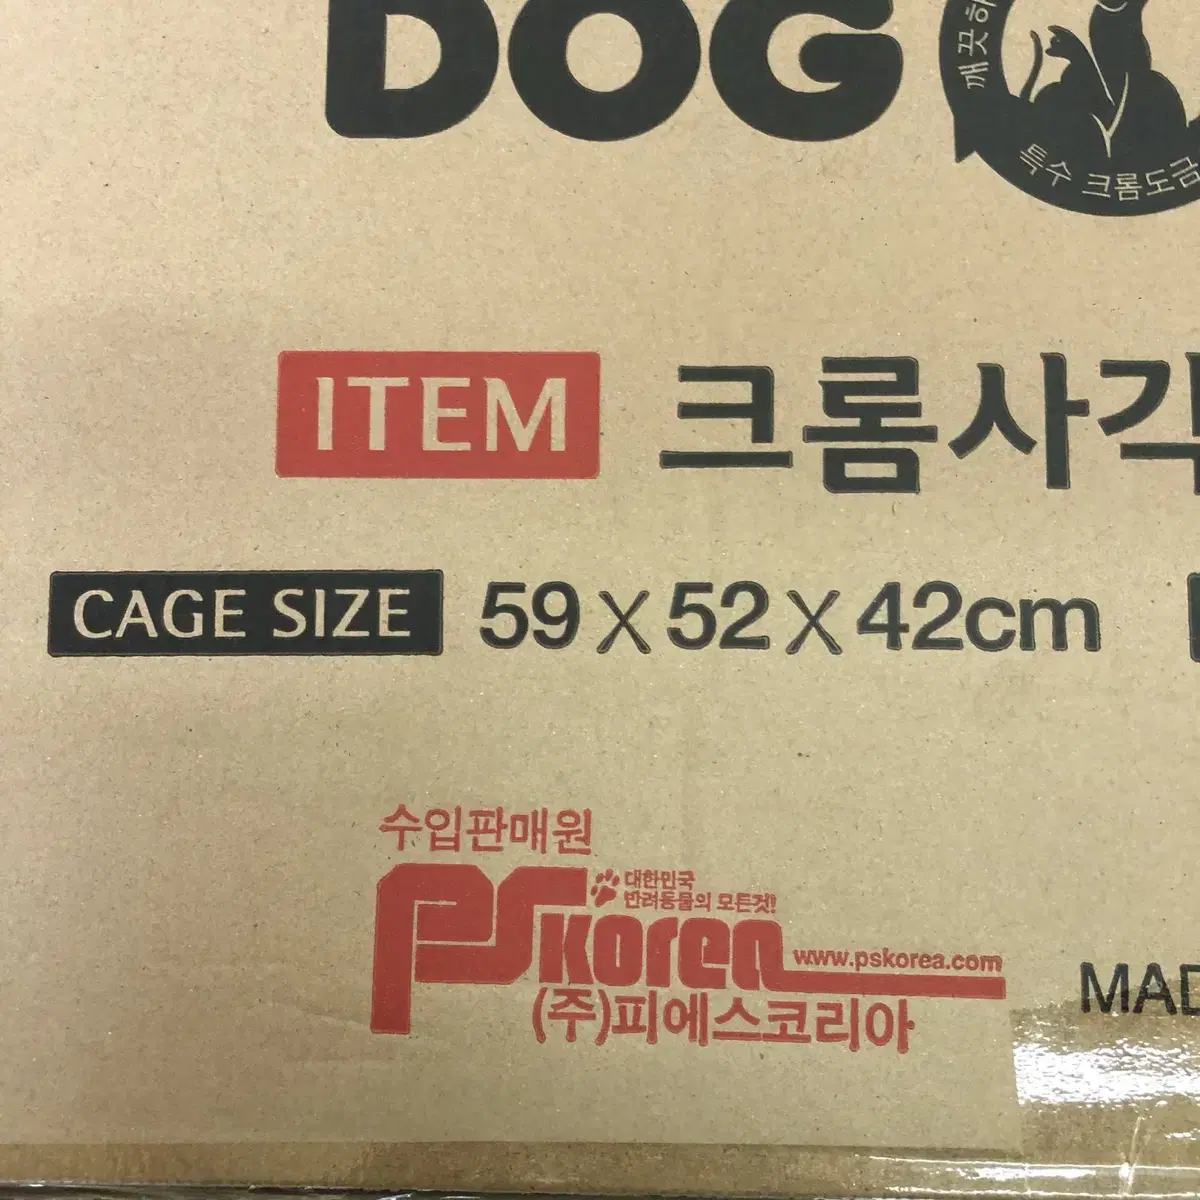 DOG
깨끗하
특수 크롬도금
ITEM 크롬사각
CAGE SIZE 59 x 52 x 42cm
수입판매원
PSKorea
대한민국
반려동물의 모든것!
www.pskorea.com
(주)피에스코리아
MAD